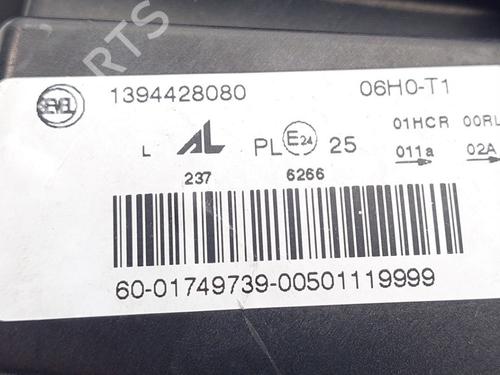 SEVEL 1394428080 06H0-T1
01HCR 00RL
L AL PL E24 25 011a 02A
237 6266
60-01749739-00501119999